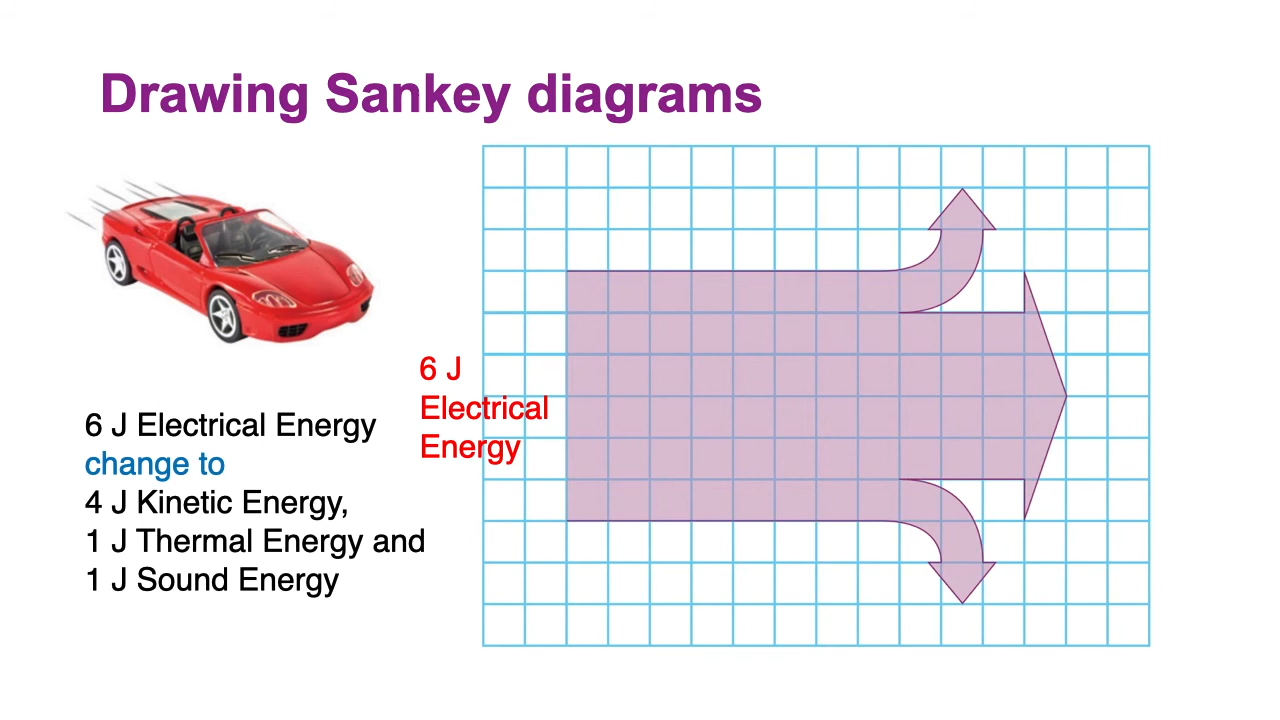 Drawing Sankey diagrams
6 J
Electrical
Energy
6 J Electrical Energy
change to
4 J Kinetic Energy,
1 J Thermal Energy and
1 J Sound Energy